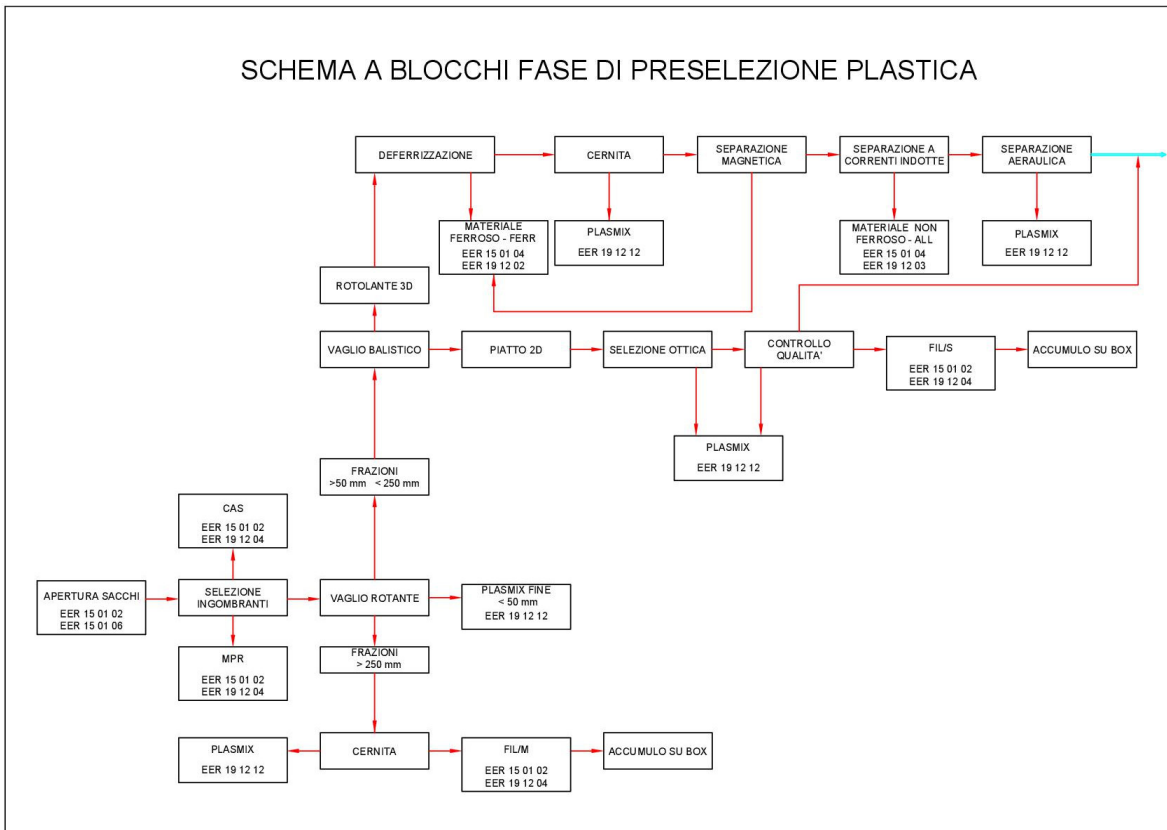 SCHEMA A BLOCCHI FASE DI PRESELEZIONE PLASTICA
DEFERRIZZAZIONE
CERNITA
SEPARAZIONE
MAGNETICA
SEPARAZIONE A
CORRENTI INDOTTE
SEPARAZIONE
AERAULICA
MATERIALE
FERROSO - FERR
EER 15 01 04
EER 19 12 02
PLASMIX
EER 19 12 12
MATERIALE NON
FERROSO - ALL
EER 15 01 04
EER 19 12 03
PLASMIX
EER 19 12 12
ROTOLANTE 3D
VAGLIO BALISTICO
PIATTO 2D
SELEZIONE OTTICA
CONTROLLO
QUALITA'
FIL/S
EER 15 01 02
EER 19 12 04
ACCUMULO SU BOX
PLASMIX
EER 19 12 12
FRAZIONI
>50 mm < 250 mm
CAS
EER 15 01 02
EER 19 12 04
APERTURA SACCHI
EER 15 01 02
EER 15 01 06
SELEZIONE
INGOMBRANTI
VAGLIO ROTANTE
PLASMIX FINE
< 50 mm
EER 19 12 12
MPR
EER 15 01 02
EER 19 12 04
FRAZIONI
> 250 mm
PLASMIX
EER 19 12 12
CERNITA
FIL/M
EER 15 01 02
EER 19 12 04
ACCUMULO SU BOX